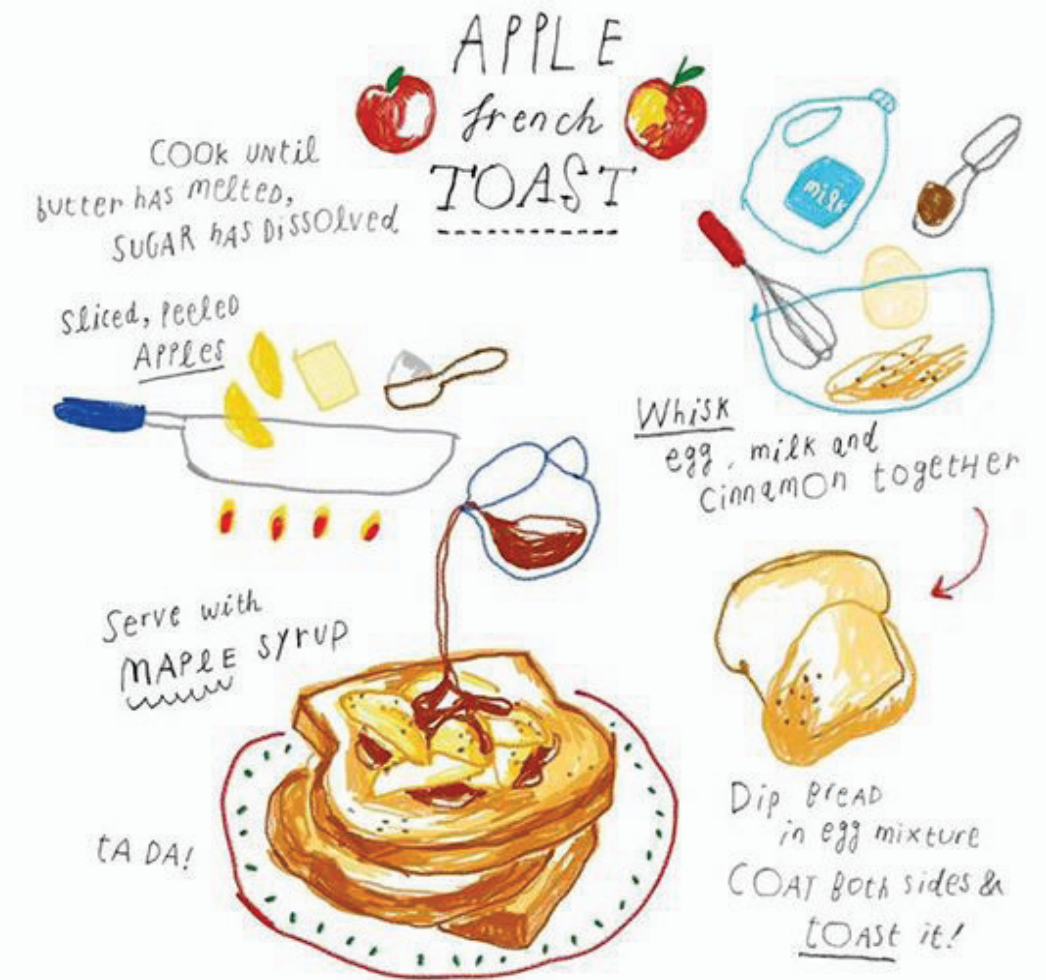 APPLE
french
TOAST
COOK UNtil
butter hAS melted,
SUGAR hAS DiSSOlved
Sliced, Peeled
APPles
milk
Whisk
egg, milk and
Cinnamon together
Serve with
MAPlE Syrup
tA DA!
Dip BreAD
in egg mixture
COAT Both sides &
tOAst it!